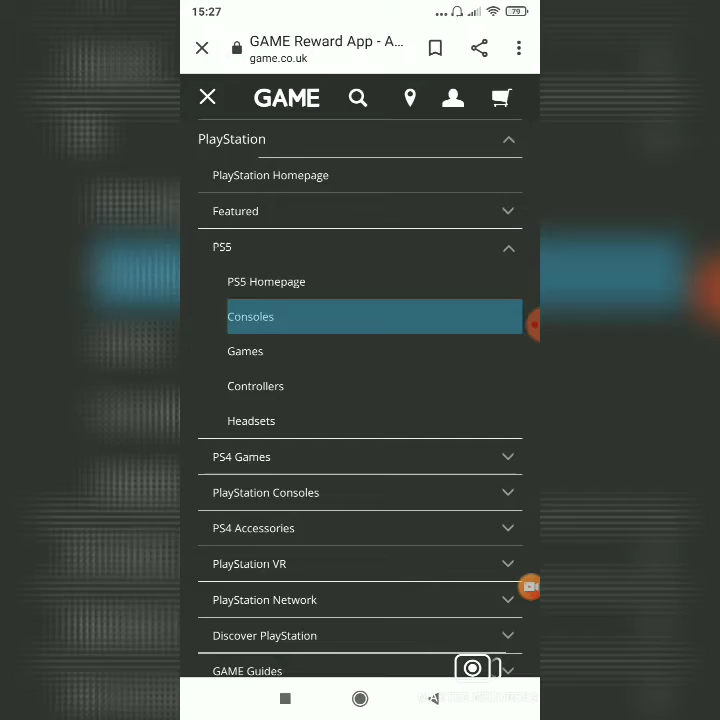 15:27
79
GAME Reward App - A...
game.co.uk
GAME
PlayStation
PlayStation Homepage
Featured
PS5
PS5 Homepage
Consoles
Games
Controllers
Headsets
PS4 Games
PlayStation Consoles
PS4 Accessories
PlayStation VR
PlayStation Network
Discover PlayStation
GAME Guides